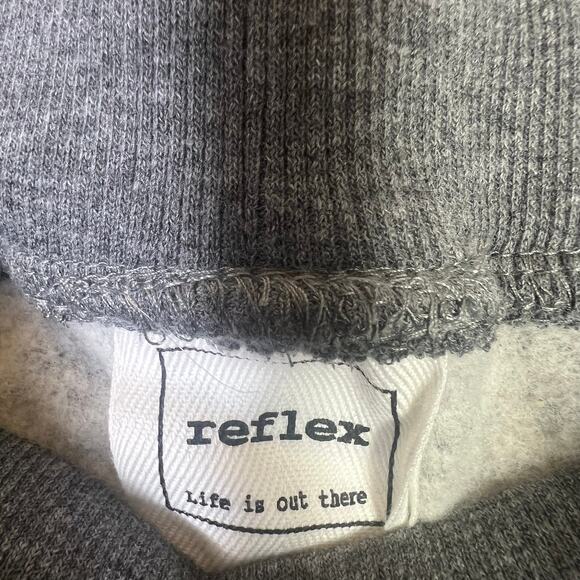 reflex
Life is out there